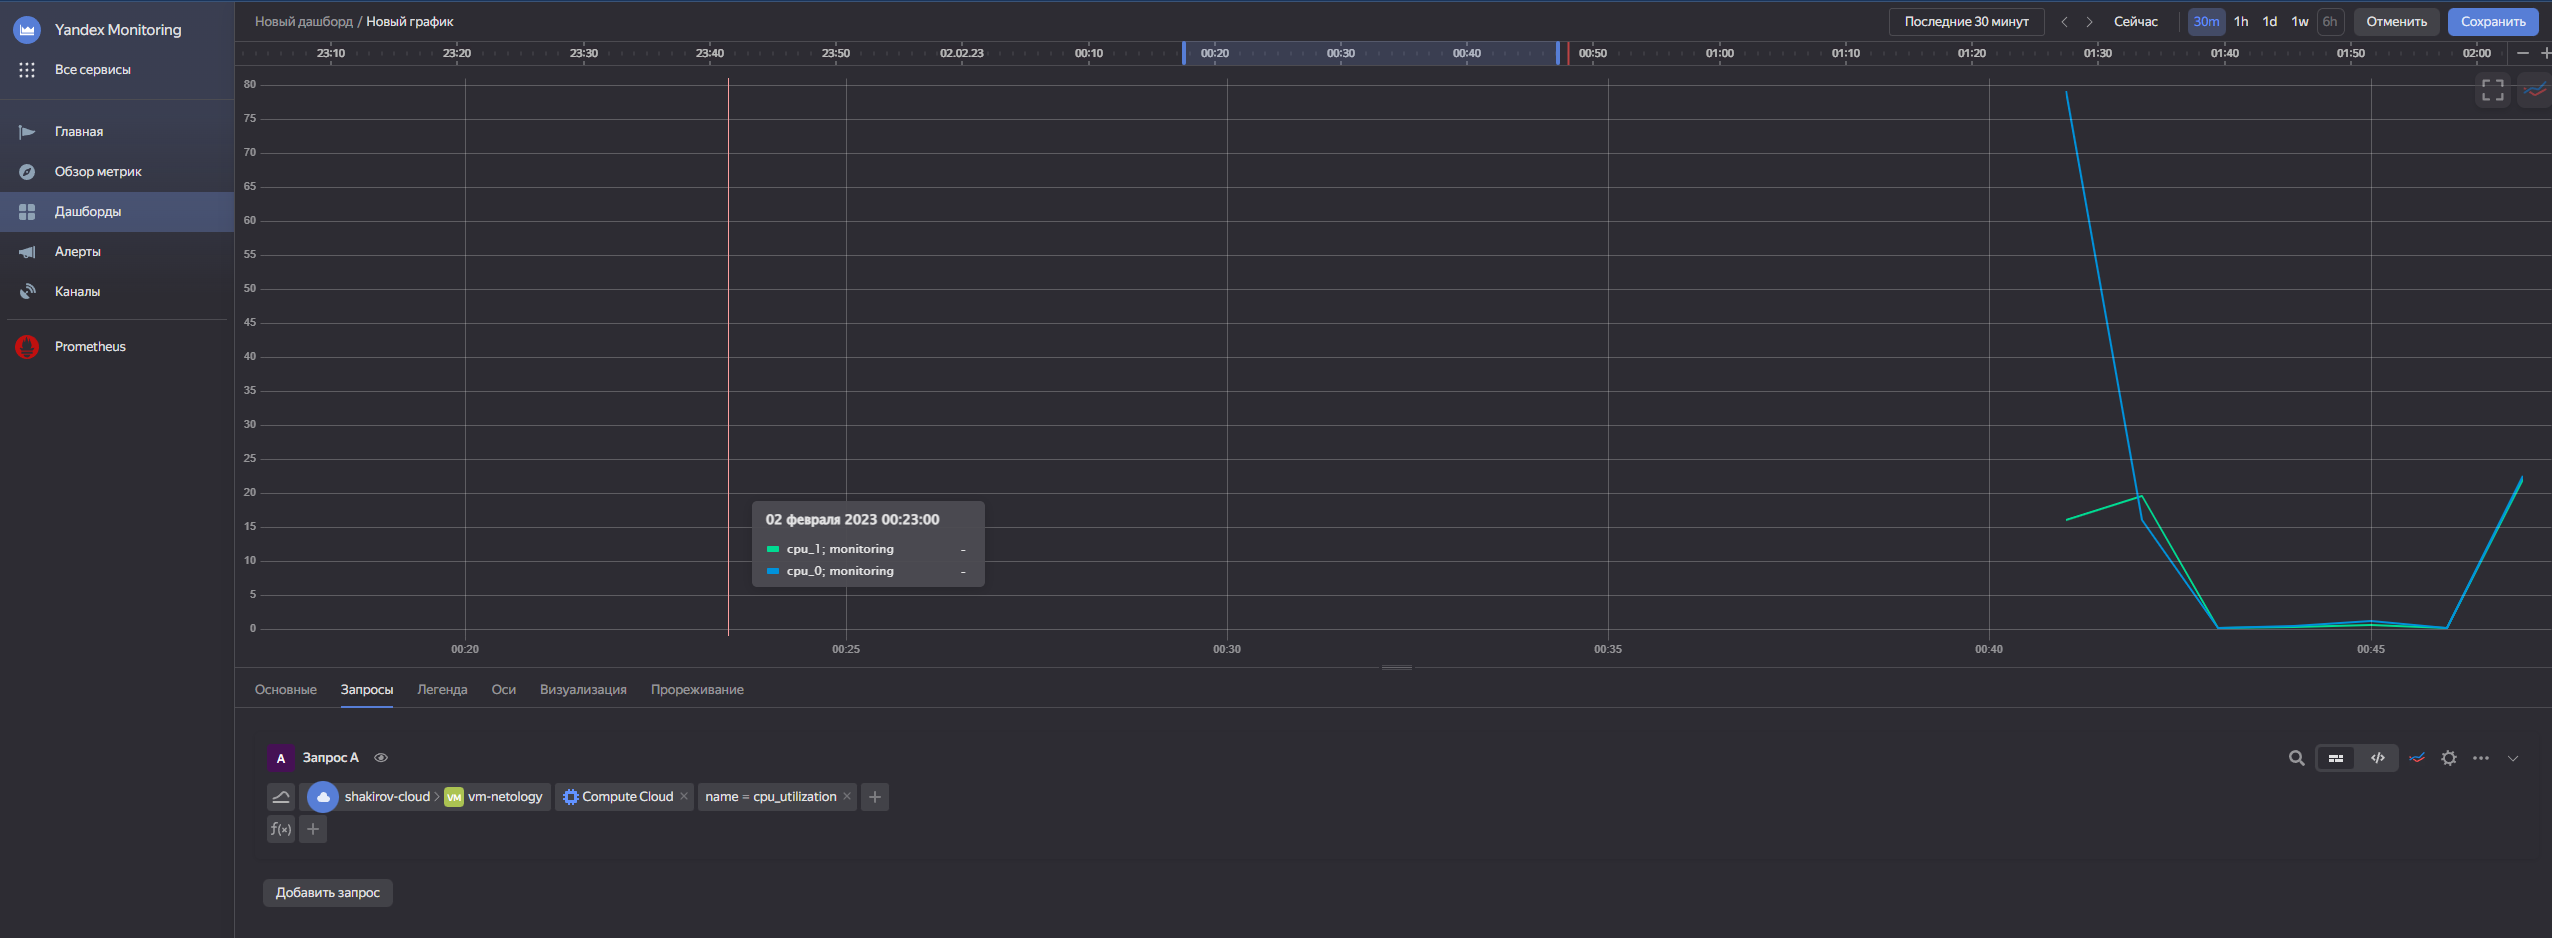 Yandex Monitoring
Все сервисы
Главная
Обзор метрик
Дашборды
Алерты
Каналы
Prometheus
Новый дашборд / Новый график
Последние 30 минут
Сейчас
30m 1h 1d 1w 6h
Отменить
Сохранить
23:10 23:20 23:30 23:40 23:50 02.02.23 00:10 00:20 00:30 00:40 00:50 01:00 01:10 01:20 01:30 01:40 01:50 02:00
80
75
70
65
60
55
50
45
40
35
30
25
20
15
10
5
0
02 февраля 2023 00:23:00
cpu_1; monitoring -
cpu_0; monitoring -
00:20 00:25 00:30 00:35 00:40 00:45
Основные Запросы Легенда Оси Визуализация Прореживание
A Запрос A
shakirov-cloud > VM vm-netology Compute Cloud × name = cpu_utilization × +
f(x) +
Добавить запрос